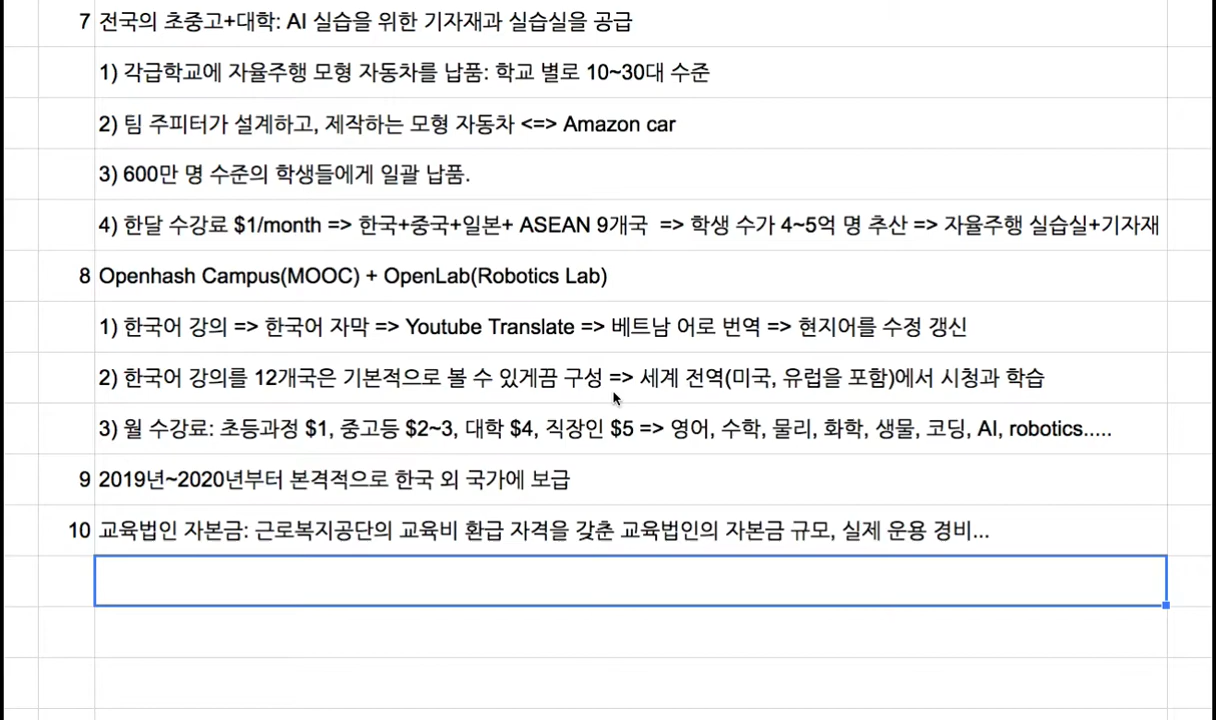 7 전국의 초중고+대학: AI 실습을 위한 기자재과 실습실을 공급
1) 각급학교에 자율주행 모형 자동차를 납품: 학교 별로 10~30대 수준
2) 팀 주피터가 설계하고, 제작하는 모형 자동차 <=> Amazon car
3) 600만 명 수준의 학생들에게 일괄 납품.
4) 한달 수강료 $1/month => 한국+중국+일본+ ASEAN 9개국  => 학생 수가 4~5억 명 추산 => 자율주행 실습실+기자재
8 Openhash Campus(MOOC) + OpenLab(Robotics Lab)
1) 한국어 강의 => 한국어 자막 => Youtube Translate => 베트남 어로 번역 => 현지어를 수정 갱신
2) 한국어 강의를 12개국은 기본적으로 볼 수 있게끔 구성 => 세계 전역(미국, 유럽을 포함)에서 시청과 학습
3) 월 수강료: 초등과정 $1, 중고등 $2~3, 대학 $4, 직장인 $5 => 영어, 수학, 물리, 화학, 생물, 코딩, AI, robotics.....
9 2019년~2020년부터 본격적으로 한국 외 국가에 보급
10 교육법인 자본금: 근로복지공단의 교육비 환급 자격을 갖춘 교육법인의 자본금 규모, 실제 운용 경비...